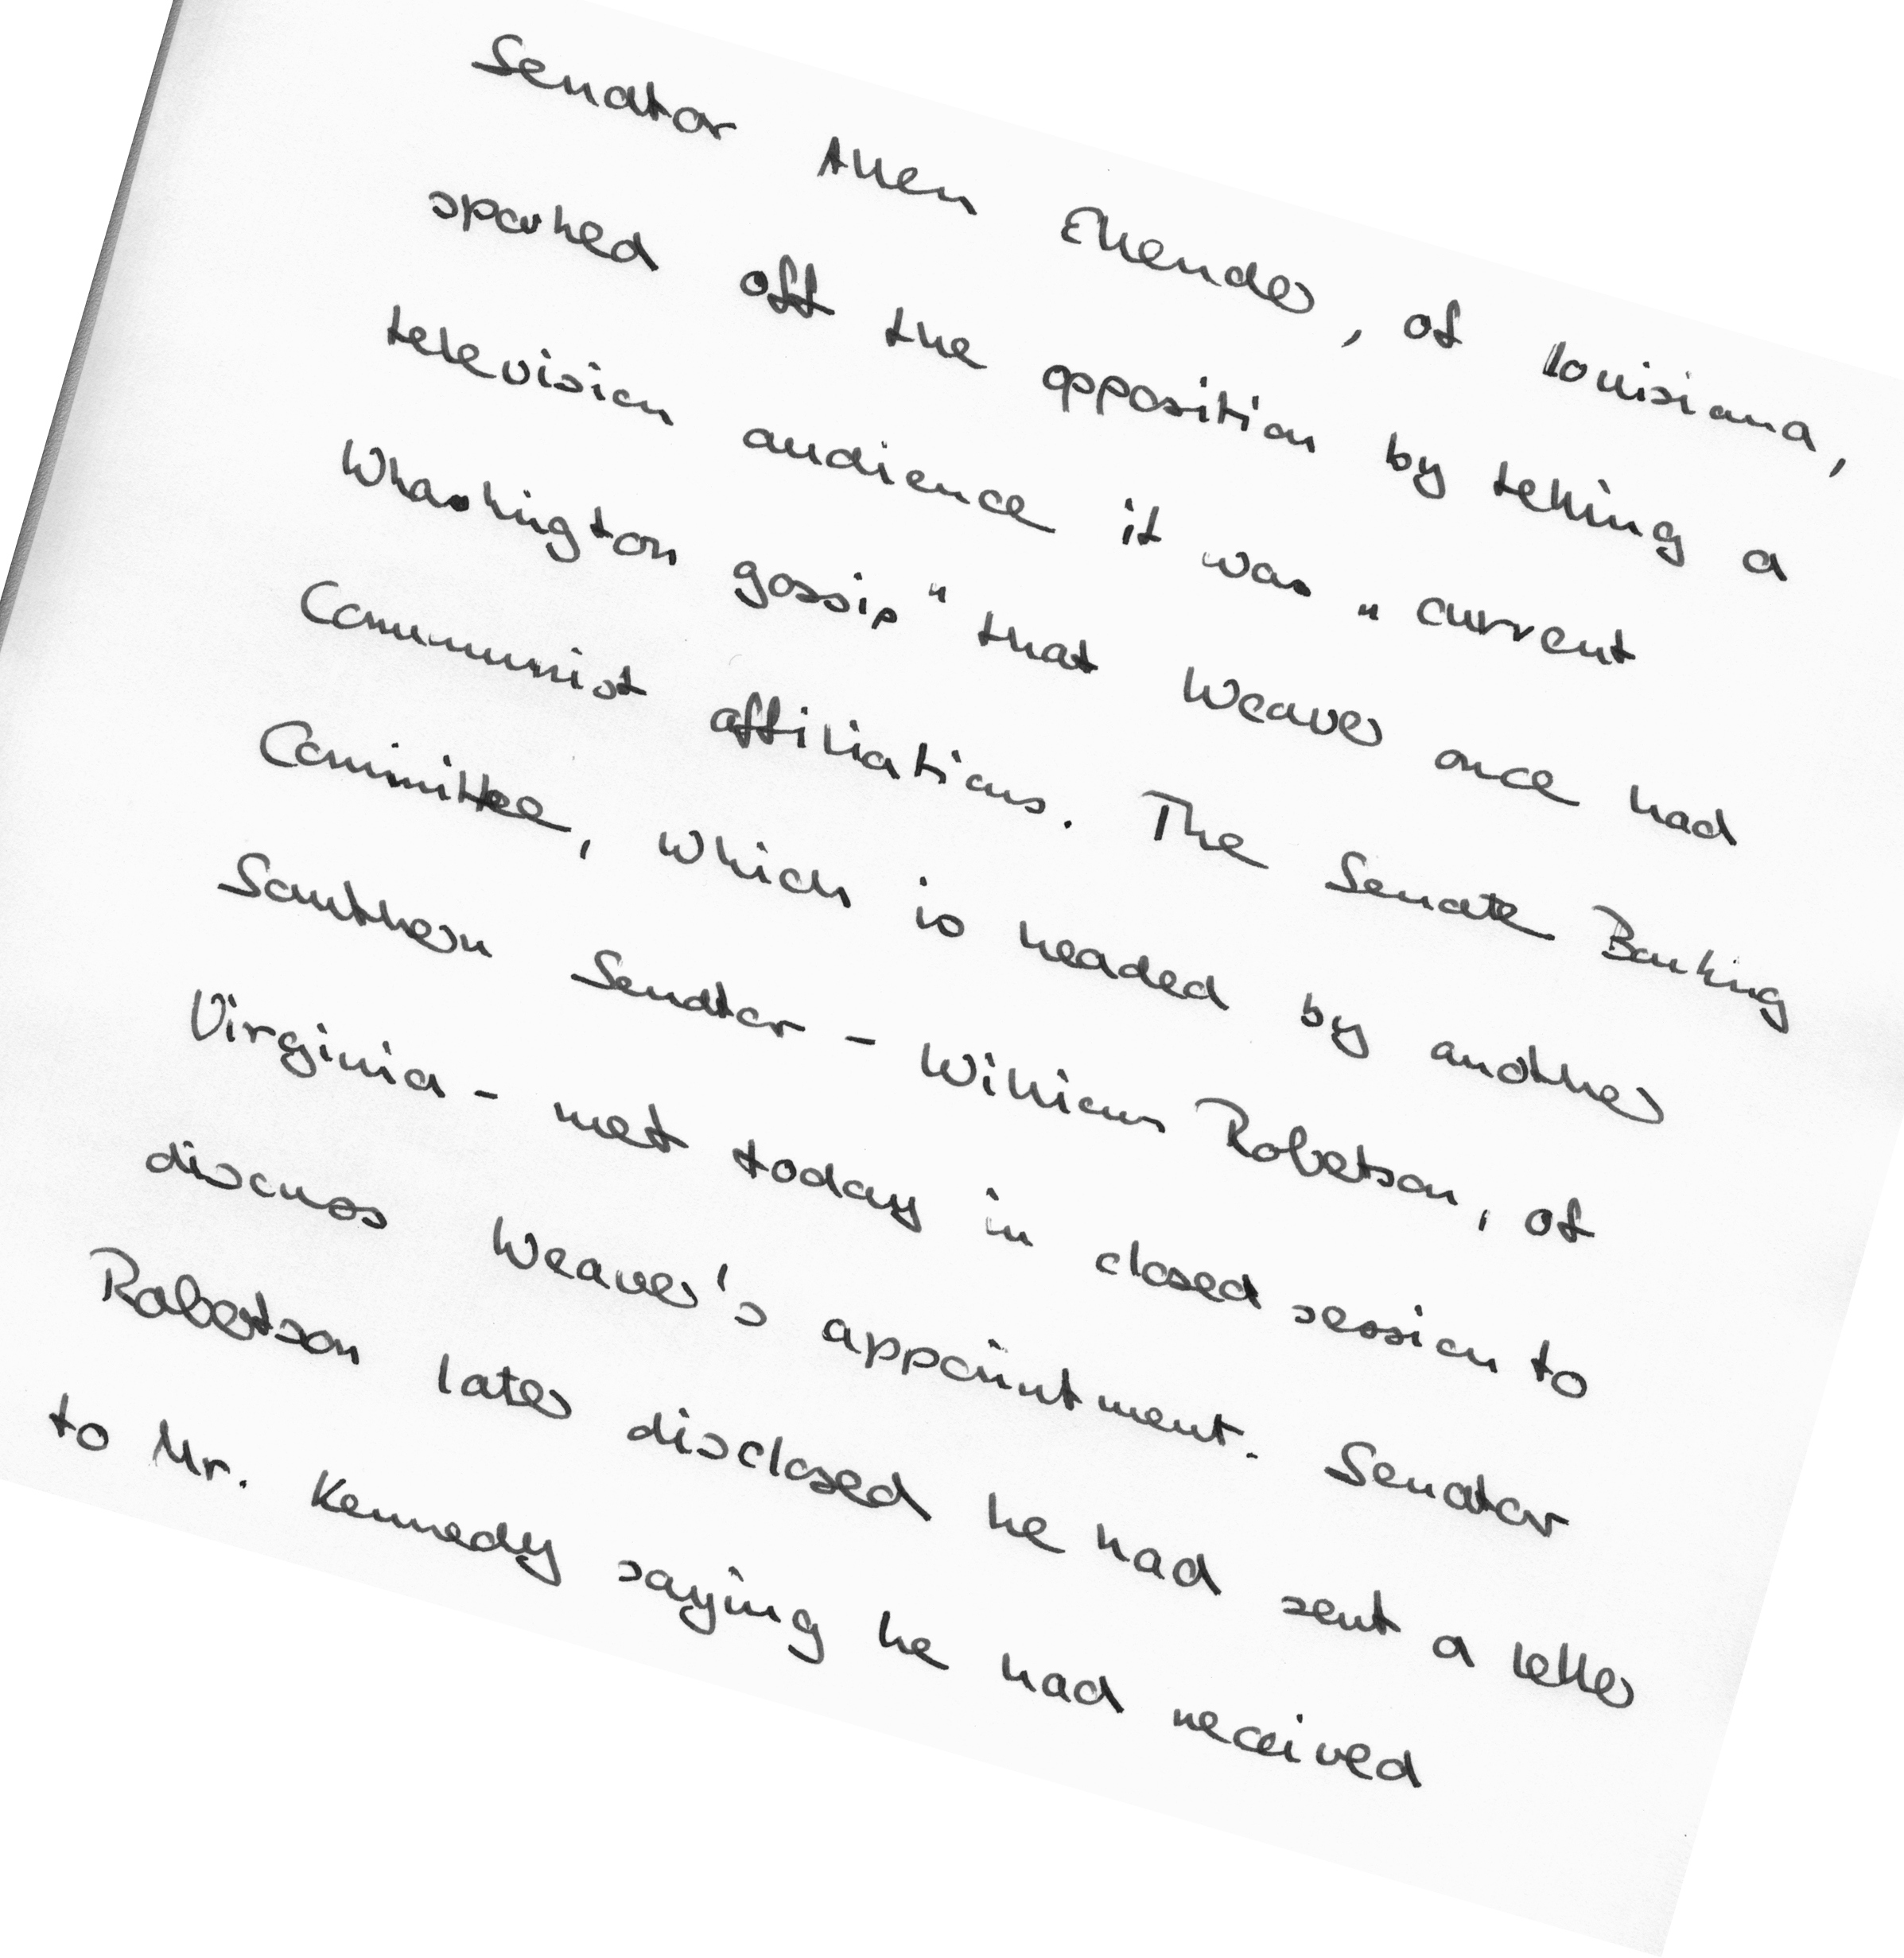 Senator Allen Ellender, of Louisiana,
sparked off the opposition by telling a
television audience it was "current
Whashington gossip" that Weaver once had
Communist affiliations. The Senate Banking
Committee, which is headed by another
Southern Senator - William Robertson, of
Virginia - met today in closed session to
discuss Weaver's appointment. Senator
Robertson later disclosed he had sent a letter
to Mr. Kennedy saying he had received